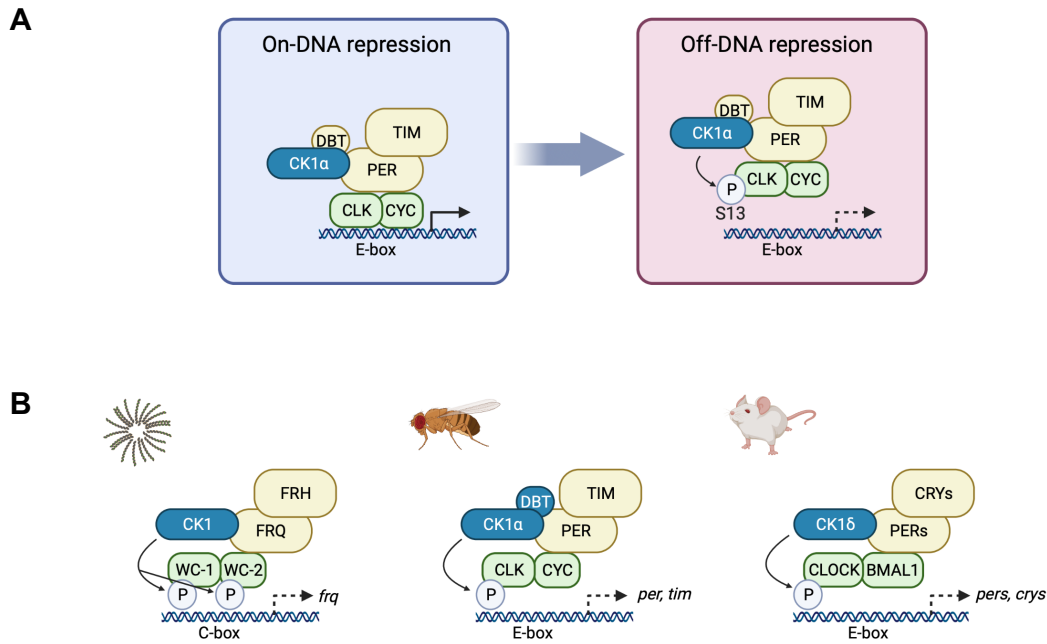 A
On-DNA repression
DBT
TIM
CK1α
PER
CLK
CYC
E-box
Off-DNA repression
DBT
TIM
CK1α
PER
CLK
CYC
P
S13
E-box
B
FRH
CK1
FRQ
WC-1
WC-2
P
P
frq
C-box
DBT
TIM
CK1α
PER
CLK
CYC
P
per, tim
E-box
CRYs
CK1δ
PERs
CLOCK
BMAL1
P
pers, crys
E-box